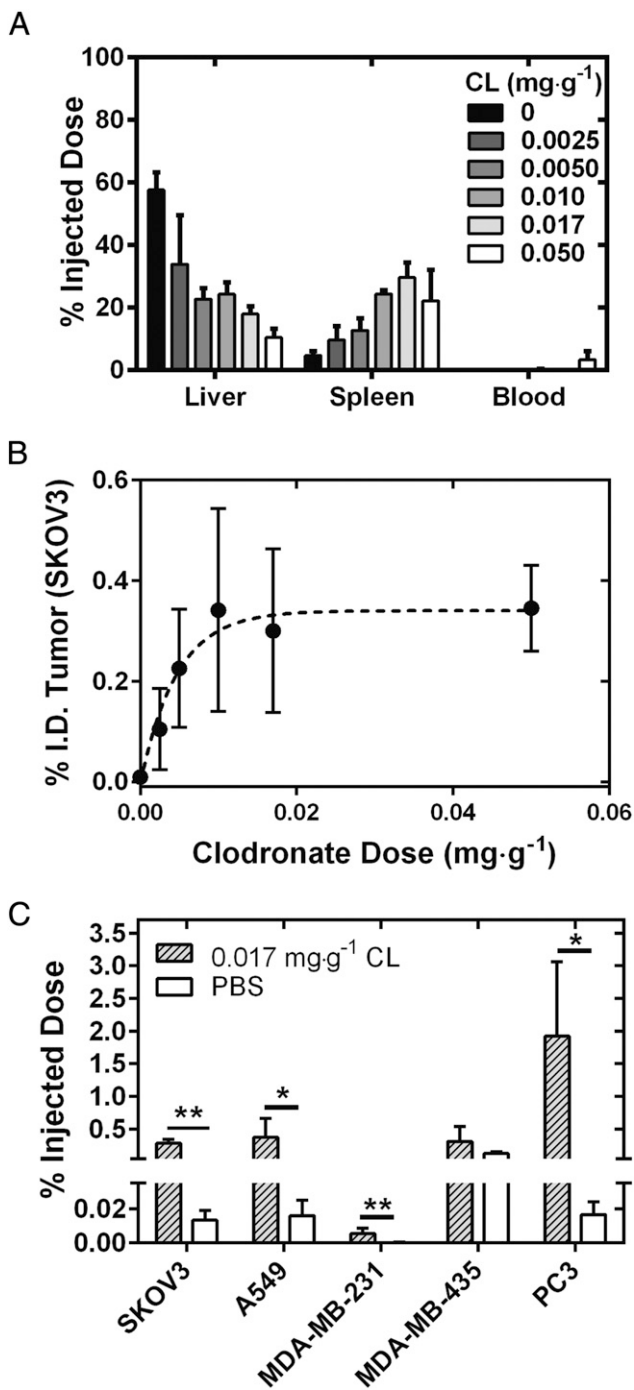 A
% Injected Dose
100
80
60
40
20
0
CL (mg·g⁻¹)
0
0.0025
0.0050
0.010
0.017
0.050
Liver Spleen Blood
B
% I.D. Tumor (SKOV3)
0.6
0.4
0.2
0.0
0.00 0.02 0.04 0.06
Clodronate Dose (mg·g⁻¹)
C
% Injected Dose
3.5
3.0
2.5
2.0
1.5
1.0
0.5
0.02
0.00
0.017 mg·g⁻¹ CL
PBS
** * ** *
SKOV3 A549 MDA-MB-231 MDA-MB-435 PC3